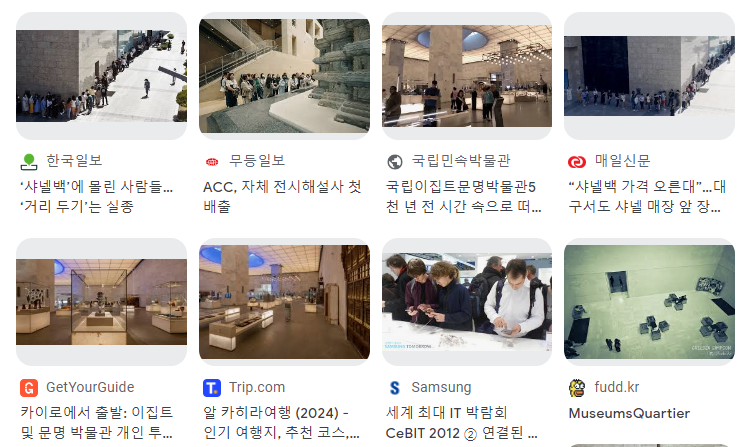 한국일보
'샤넬백'에 몰린 사람들...
'거리 두기'는 실종
무등일보
ACC, 자체 전시해설사 첫
배출
국립민속박물관
국립이집트문명박물관5
천 년 전 시간 속으로 떠...
매일신문
“샤넬백 가격 오른대”...대
구서도 샤넬 매장 앞 장...
GetYourGuide
카이로에서 출발: 이집트
및 문명 박물관 개인 투...
Trip.com
알 카히라여행 (2024) -
인기 여행지, 추천 코스,...
Samsung
세계 최대 IT 박람회
CeBIT 2012 ② 연결된 ...
fudd.kr
MuseumsQuartier